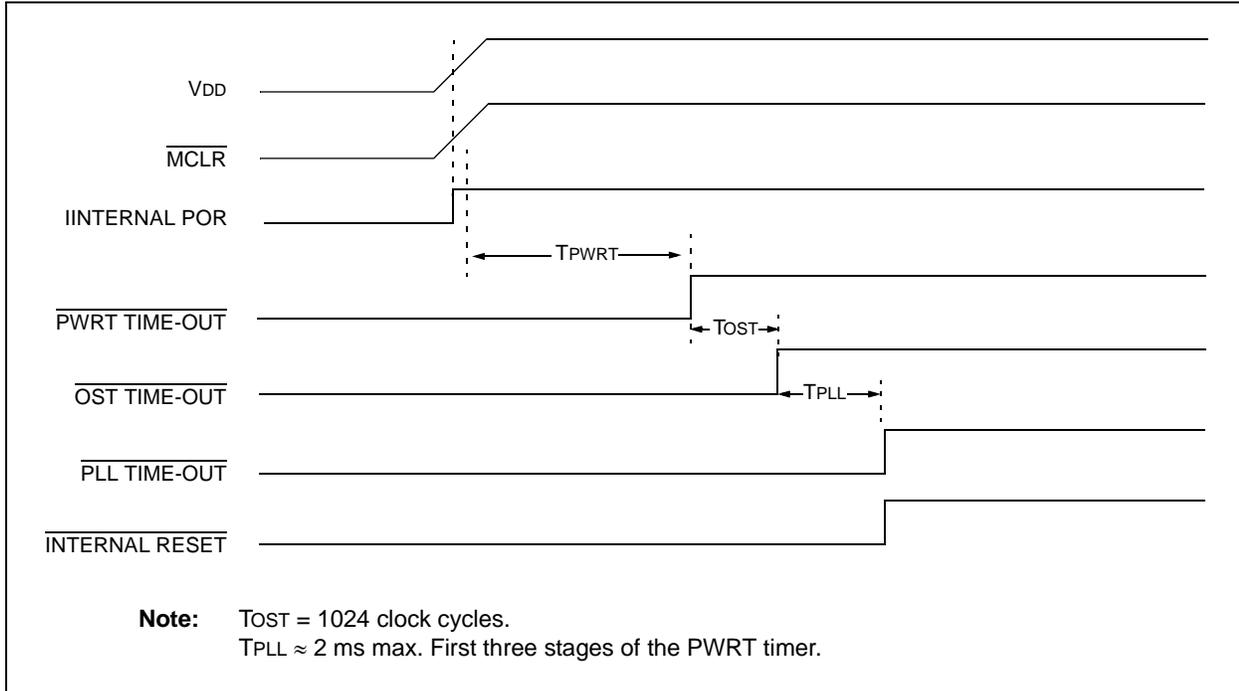 VDD
MCLR
IINTERNAL POR
TPWRT
PWRT TIME-OUT
TOST
OST TIME-OUT
TPLL
PLL TIME-OUT
INTERNAL RESET
Note: TOST = 1024 clock cycles.
TPLL ≈ 2 ms max. First three stages of the PWRT timer.